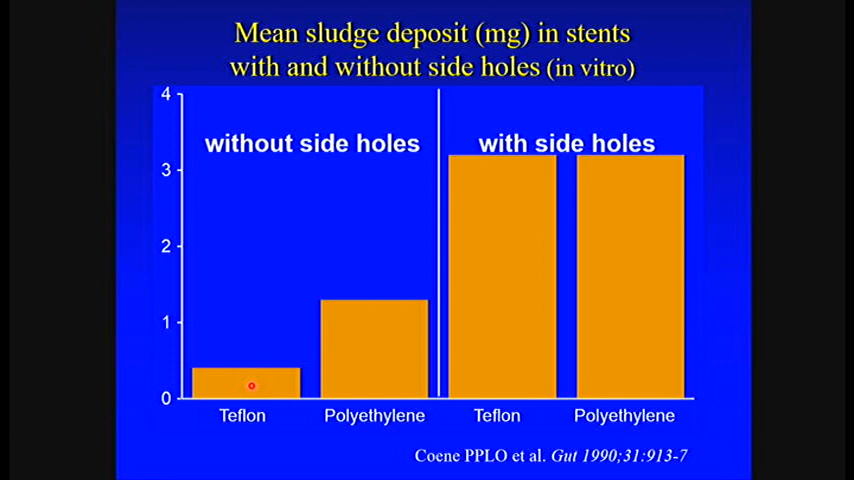 Mean sludge deposit (mg) in stents
with and without side holes (in vitro)
4
without side holes
with side holes
3
2
1
0
Teflon
Polyethylene
Teflon
Polyethylene
Coene PPLO et al. Gut 1990;31:913-7